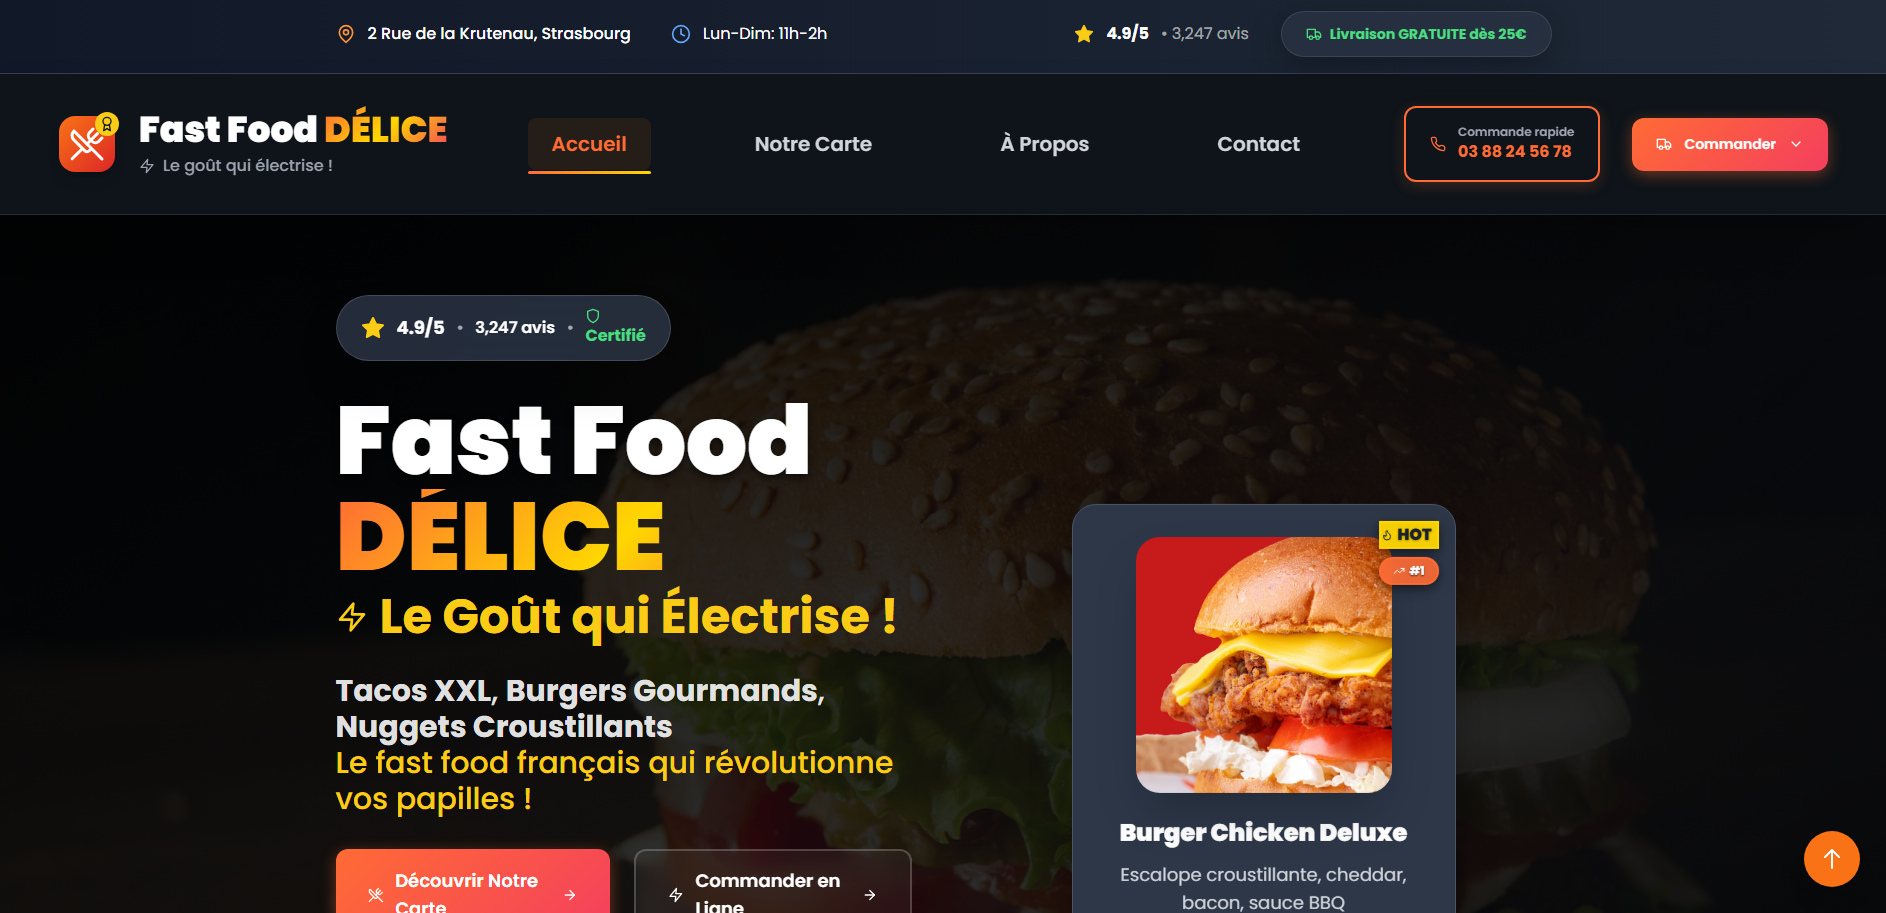 2 Rue de la Krutenau, Strasbourg
Lun-Dim: 11h-2h
4.9/5 • 3,247 avis
Livraison GRATUITE dès 25€
Fast Food DÉLICE
Le goût qui électrise !
Accueil
Notre Carte
À Propos
Contact
Commande rapide
03 88 24 56 78
Commander
4.9/5 • 3,247 avis •
Certifié
Fast Food
DÉLICE
Le Goût qui Électrise !
Tacos XXL, Burgers Gourmands,
Nuggets Croustillants
Le fast food français qui révolutionne
vos papilles !
Découvrir Notre
Carte
Commander en
Ligne
HOT
#1
Burger Chicken Deluxe
Escalope croustillante, cheddar,
bacon, sauce BBQ